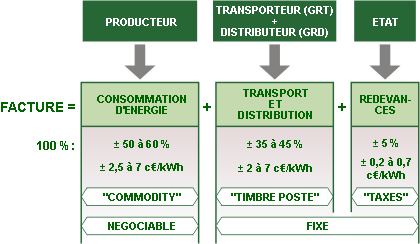 PRODUCTEUR
TRANSPORTEUR (GRT)
+
DISTRIBUTEUR (GRD)
ETAT
FACTURE =
CONSOMMATION
D'ENERGIE
+
TRANSPORT
ET
DISTRIBUTION
+
REDEVAN-
CES
100 % :
± 50 à 60 %
± 35 à 45 %
± 5 %
± 2,5 à 7 c€/kWh
± 2 à 7 c€/kWh
± 0,2 à 0,7
c€/kWh
"COMMODITY"
"TIMBRE POSTE"
"TAXES"
NEGOCIABLE
FIXE